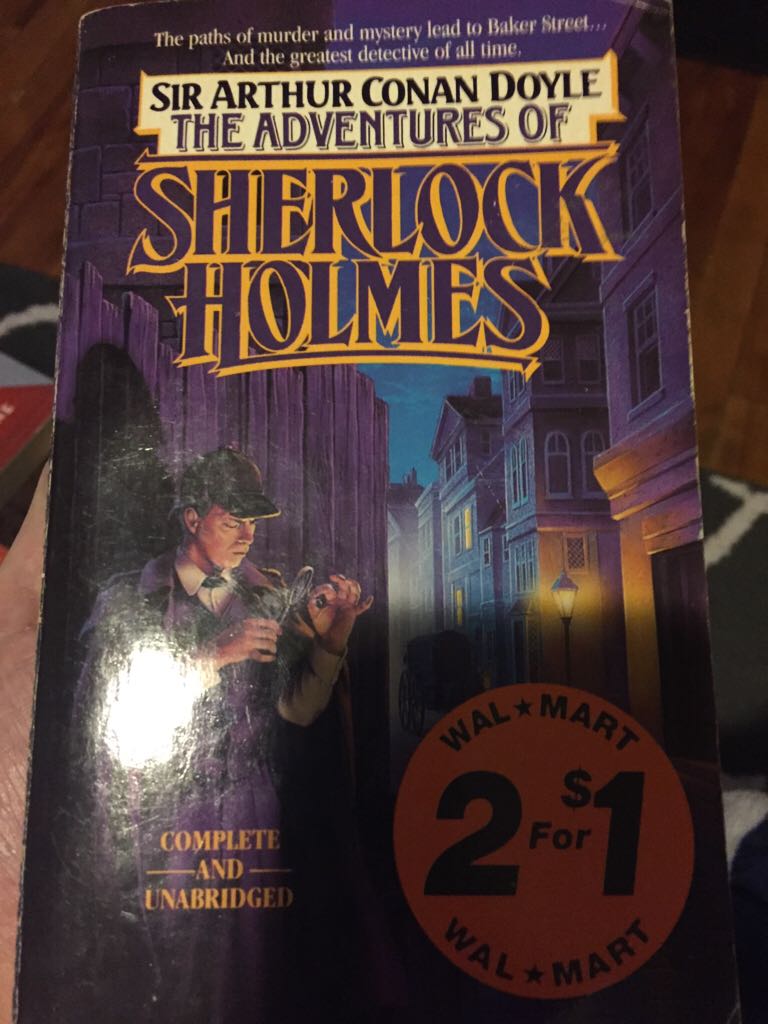 The paths of murder and mystery lead to Baker Street...
And the greatest detective of all time.
SIR ARTHUR CONAN DOYLE
THE ADVENTURES OF
SHERLOCK
HOLMES
COMPLETE
AND
UNABRIDGED
WAL★MART
2 For $1
WAL★MART